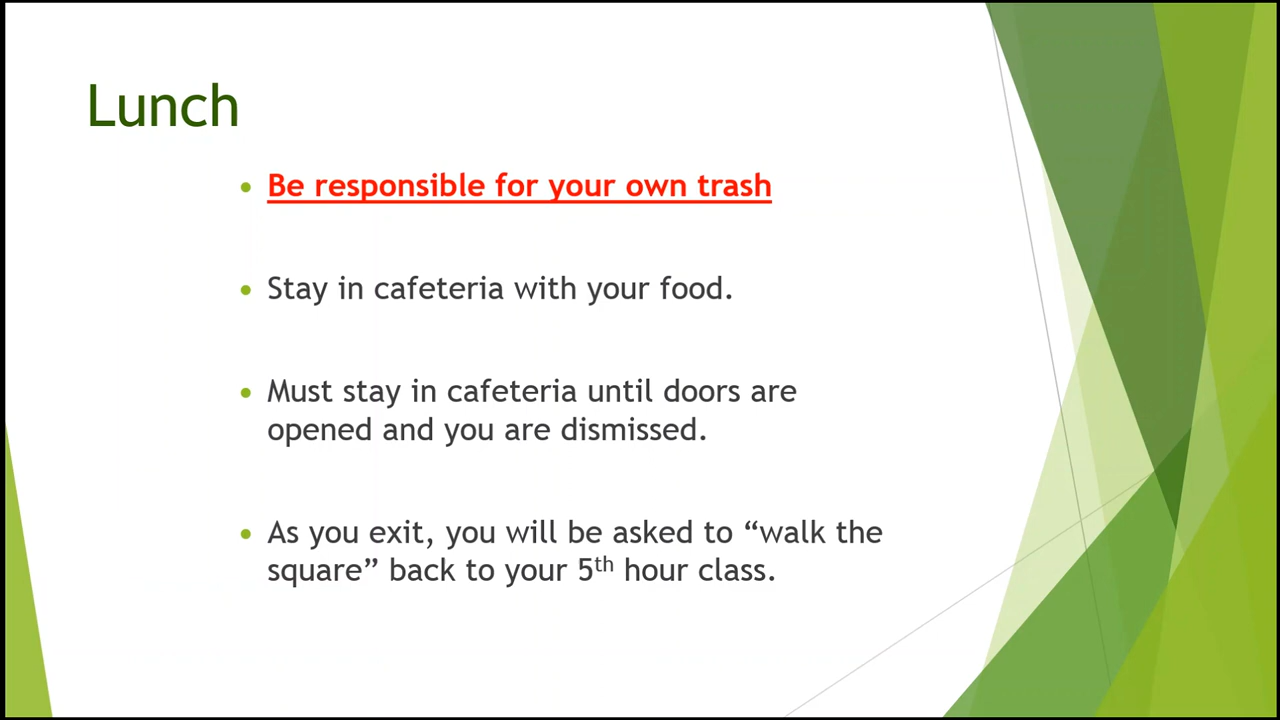 Lunch
• Be responsible for your own trash
• Stay in cafeteria with your food.
• Must stay in cafeteria until doors are
opened and you are dismissed.
• As you exit, you will be asked to “walk the
square” back to your 5th hour class.